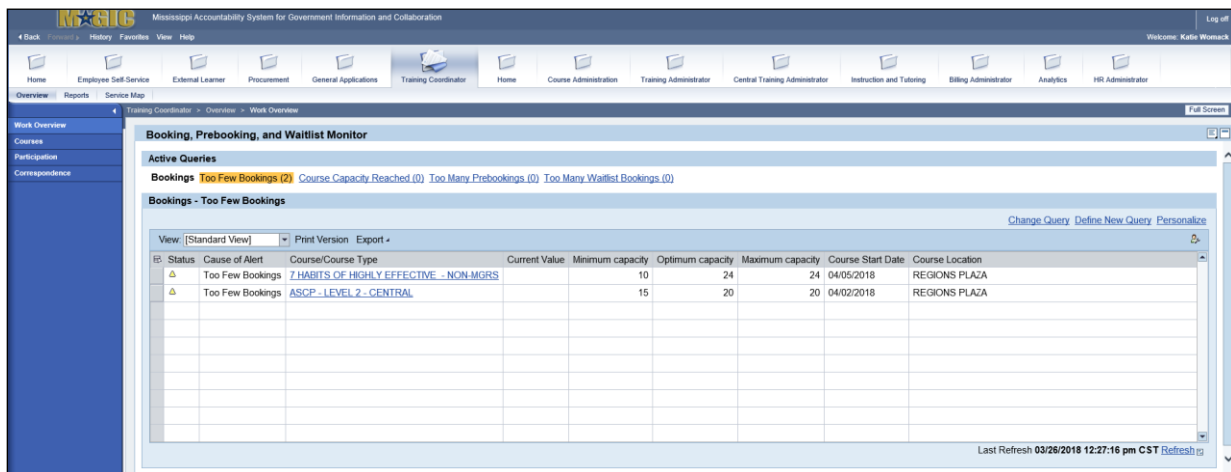 MAGIC Mississippi Accountability System for Government Information and Collaboration Log off
Back Forward History Favorites View Help Welcome: Katie Womack
Home Employee Self-Service External Learner Procurement General Applications Training Coordinator Home Course Administration Training Administrator Central Training Administrator Instruction and Tutoring Billing Administrator Analytics HR Administrator
Overview Reports Service Map
Training Coordinator > Overview > Work Overview Full Screen
Work Overview
Courses
Participation
Correspondence
Booking, Prebooking, and Waitlist Monitor
Active Queries
Bookings Too Few Bookings (2) Course Capacity Reached (0) Too Many Prebookings (0) Too Many Waitlist Bookings (0)
Bookings - Too Few Bookings
Change Query Define New Query Personalize
View: [Standard View] Print Version Export
Status Cause of Alert Course/Course Type Current Value Minimum capacity Optimum capacity Maximum capacity Course Start Date Course Location
Too Few Bookings 7 HABITS OF HIGHLY EFFECTIVE - NON-MGRS 10 24 24 04/05/2018 REGIONS PLAZA
Too Few Bookings ASCP - LEVEL 2 - CENTRAL 15 20 20 04/02/2018 REGIONS PLAZA
Last Refresh 03/26/2018 12:27:16 pm CST Refresh